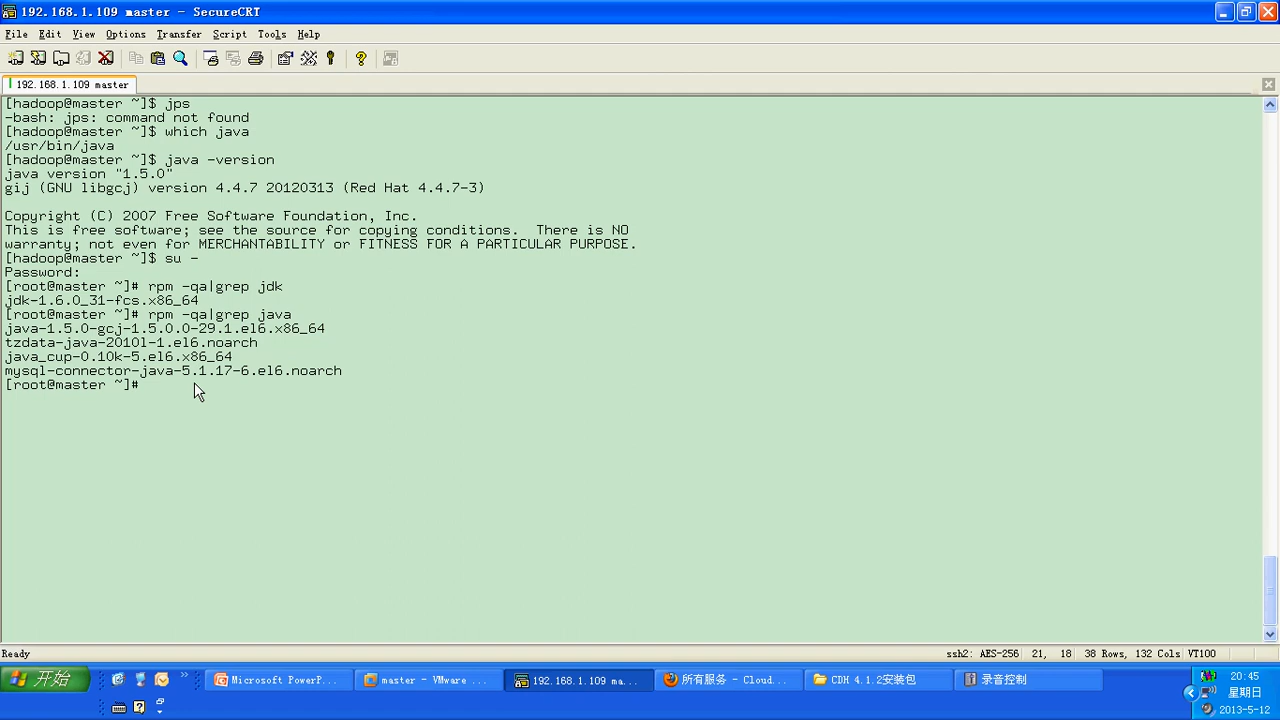 192.168.1.109 master - SecureCRT
File Edit View Options Transfer Script Tools Help
192.168.1.109 master
[hadoop@master ~]$ jps
-bash: jps: command not found
[hadoop@master ~]$ which java
/usr/bin/java
[hadoop@master ~]$ java -version
java version "1.5.0"
gij (GNU libgcj) version 4.4.7 20120313 (Red Hat 4.4.7-3)
Copyright (C) 2007 Free Software Foundation, Inc.
This is free software; see the source for copying conditions.  There is NO
warranty; not even for MERCHANTABILITY or FITNESS FOR A PARTICULAR PURPOSE.
[hadoop@master ~]$ su -
Password:
[root@master ~]# rpm -qa|grep jdk
jdk-1.6.0_31-fcs.x86_64
[root@master ~]# rpm -qa|grep java
java-1.5.0-gcj-1.5.0.0-29.1.el6.x86_64
tzdata-java-2010l-1.el6.noarch
java_cup-0.10k-5.el6.x86_64
mysql-connector-java-5.1.17-6.el6.noarch
[root@master ~]#
Ready ssh2: AES-256 21, 18 38 Rows, 132 Cols VT100
开始 Microsoft PowerP... master - VMware ... 192.168.1.109 ma... 所有服务 - Cloud... CDH 4.1.2安装包 录音控制 20:45
星期日
2013-5-12